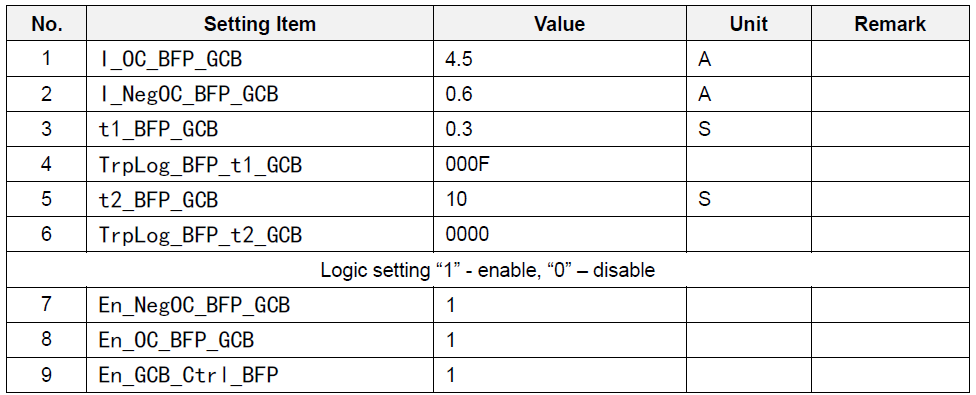 No. Setting Item Value Unit Remark
1 I_OC_BFP_GCB 4.5 A
2 I_NegOC_BFP_GCB 0.6 A
3 t1_BFP_GCB 0.3 S
4 TrpLog_BFP_t1_GCB 000F
5 t2_BFP_GCB 10 S
6 TrpLog_BFP_t2_GCB 0000
Logic setting “1” - enable, “0” – disable
7 En_NegOC_BFP_GCB 1
8 En_OC_BFP_GCB 1
9 En_GCB_Ctrl_BFP 1